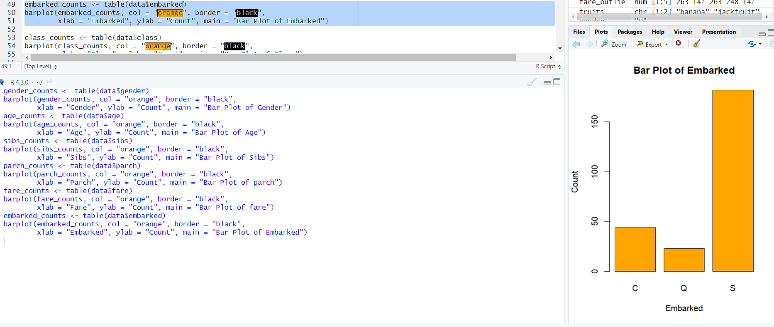 49 embarked_counts <- table(data$embarked)
50 barplot(embarked_counts, col = "orange", border = "black",
51 xlab = "Embarked", ylab = "Count", main = "Bar Plot of Embarked")
52
53 class_counts <- table(data$class)
54 barplot(class_counts, col = "orange", border = "black",
55
49:1 (Top Level) R Script
R 4.3.0 · ~/
gender_counts <- table(data$gender)
barplot(gender_counts, col = "orange", border = "black",
xlab = "Gender", ylab = "Count", main = "Bar Plot of Gender")
age_counts <- table(data$age)
barplot(age_counts, col = "orange", border = "black",
xlab = "Age", ylab = "Count", main = "Bar Plot of Age")
sibs_counts <- table(data$sibs)
barplot(sibs_counts, col = "orange", border = "black",
xlab = "Sibs", ylab = "Count", main = "Bar Plot of Sibs")
parch_counts <- table(data$parch)
barplot(parch_counts, col = "orange", border = "black",
xlab = "Parch", ylab = "Count", main = "Bar Plot of parch")
fare_counts <- table(data$fare)
barplot(fare_counts, col = "orange", border = "black",
xlab = "Fare", ylab = "Count", main = "Bar Plot of fare")
embarked_counts <- table(data$embarked)
barplot(embarked_counts, col = "orange", border = "black",
xlab = "Embarked", ylab = "Count", main = "Bar Plot of Embarked")
fare_outlie num [1:5] 263 147 263 248 147
fruits chr [1:2] "banana" "jackfruit"
Files Plots Packages Help Viewer Presentation
Zoom Export
Bar Plot of Embarked
Count
150
100
50
0
C Q S
Embarked